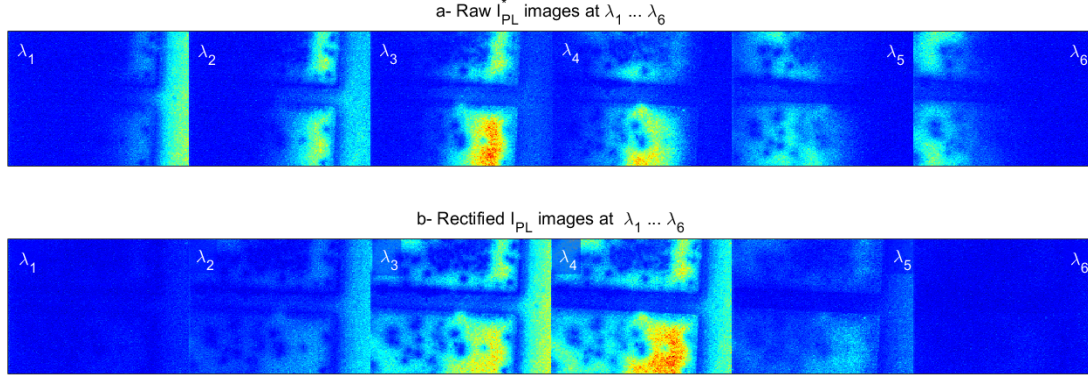 a- Raw I*PL images at λ1 ... λ6
λ1 λ2 λ3 λ4 λ5 λ6
b- Rectified IPL images at λ1 ... λ6
λ1 λ2 λ3 λ4 λ5 λ6